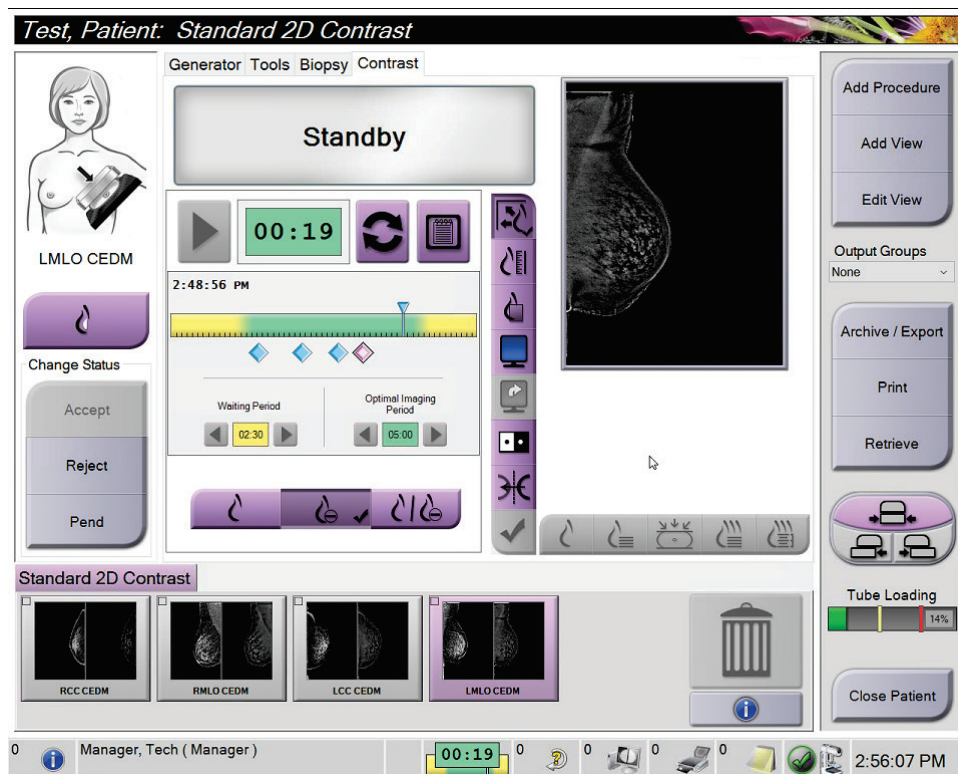 Test, Patient: Standard 2D Contrast
Generator Tools Biopsy Contrast
Standby
00:19
2:48:56 PM
Waiting Period
Optimal Imaging
Period
02:30
05:00
LMLO CEDM
Change Status
Accept
Reject
Pend
Add Procedure
Add View
Edit View
Output Groups
None
Archive / Export
Print
Retrieve
Tube Loading
14%
Close Patient
Standard 2D Contrast
RCC CEDM
RMLO CEDM
LCC CEDM
LMLO CEDM
0
Manager, Tech ( Manager )
00:19
0
0
0
0
2:56:07 PM